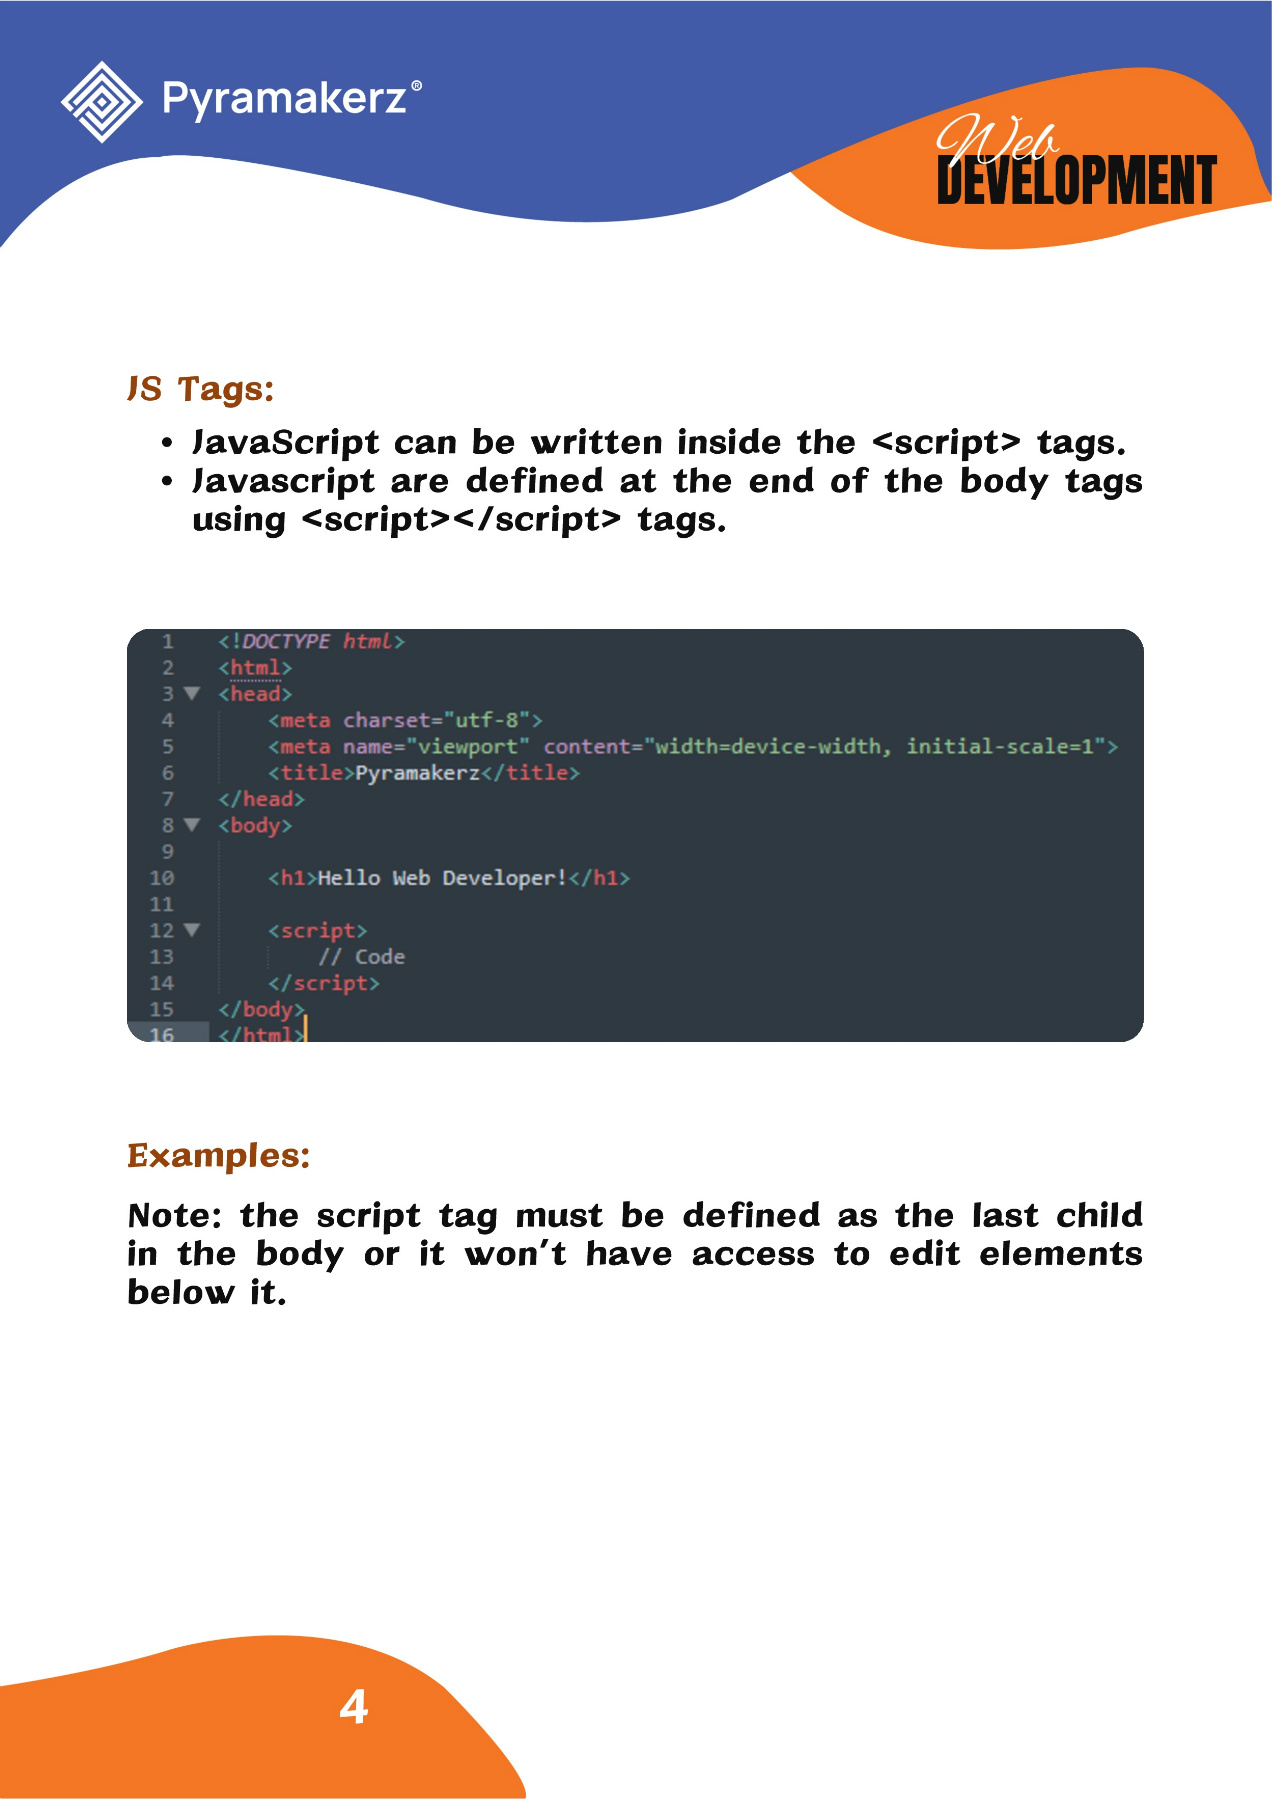 Pyramakerz®
Web
DEVELOPMENT
JS Tags:
• JavaScript can be written inside the <script> tags.
• Javascript are defined at the end of the body tags
using <script></script> tags.
1 <!DOCTYPE html>
2 <html>
3 ▼ <head>
4 <meta charset="utf-8">
5 <meta name="viewport" content="width=device-width, initial-scale=1">
6 <title>Pyramakerz</title>
7 </head>
8 ▼ <body>
9
10 <h1>Hello Web Developer!</h1>
11
12 ▼ <script>
13 // Code
14 </script>
15 </body>
16 </html>
Examples:
Note: the script tag must be defined as the last child
in the body or it won't have access to edit elements
below it.
4